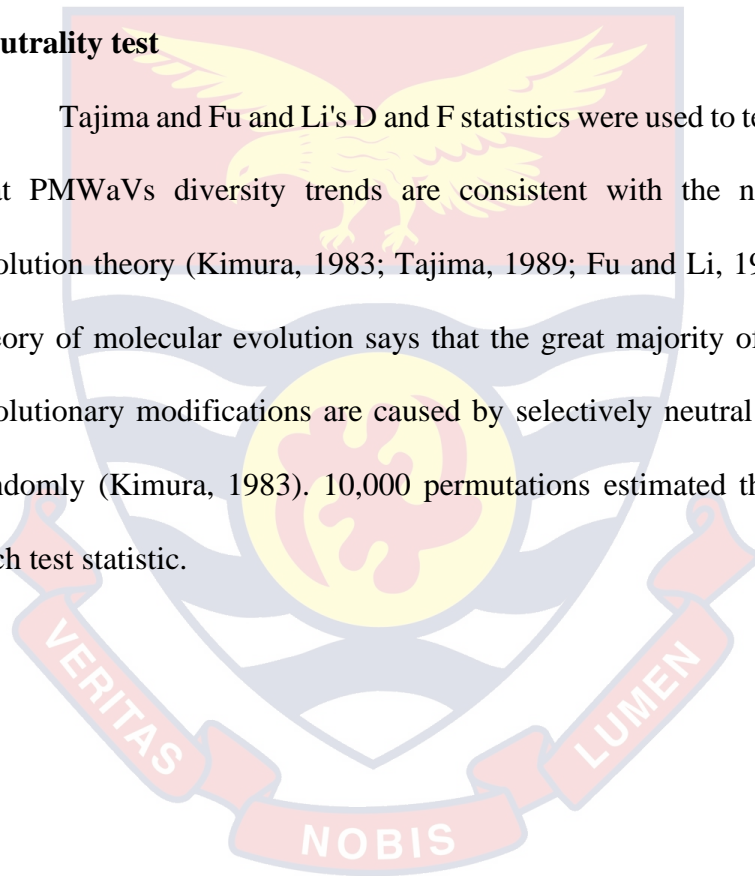 utrality test
Tajima and Fu and Li's D and F statistics were used to te
at PMWaVs diversity trends are consistent with the n
olution theory (Kimura, 1983; Tajima, 1989; Fu and Li, 19
eory of molecular evolution says that the great majority of
olutionary modifications are caused by selectively neutral
ndomly (Kimura, 1983). 10,000 permutations estimated th
ch test statistic.
VERITAS
NOBIS
LUMEN